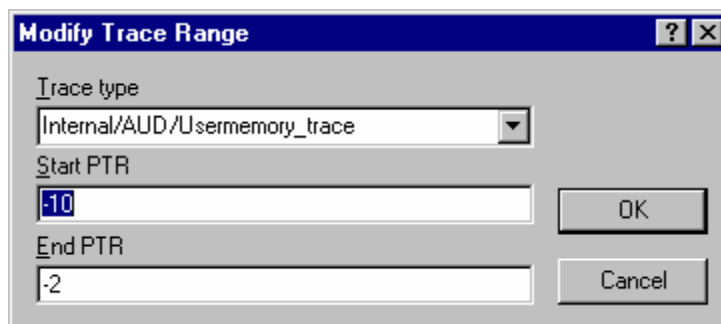 Modify Trace Range
Trace type
Internal/AUD/Usermemory_trace
Start PTR
-10
OK
End PTR
-2
Cancel